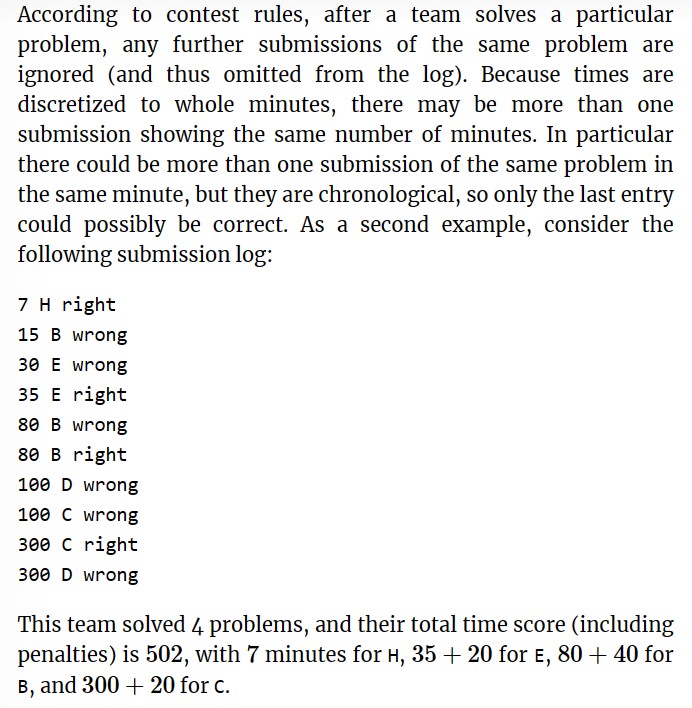 According to contest rules, after a team solves a particular
problem, any further submissions of the same problem are
ignored (and thus omitted from the log). Because times are
discretized to whole minutes, there may be more than one
submission showing the same number of minutes. In particular
there could be more than one submission of the same problem in
the same minute, but they are chronological, so only the last entry
could possibly be correct. As a second example, consider the
following submission log:
7 H right
15 B wrong
30 E wrong
35 E right
80 B wrong
80 B right
100 D wrong
100 C wrong
300 C right
300 D wrong
This team solved 4 problems, and their total time score (including
penalties) is 502, with 7 minutes for H, 35 + 20 for E, 80 + 40 for
B, and 300 + 20 for C.